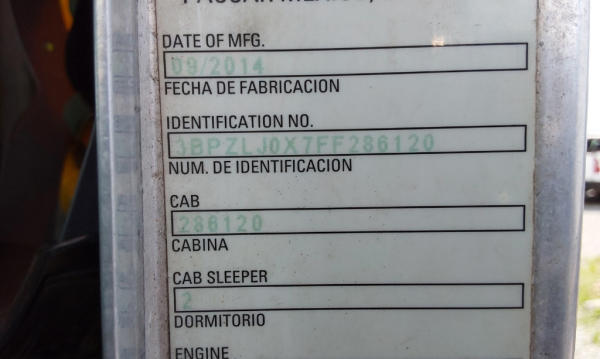 DATE OF MFG.
09/2014
FECHA DE FABRICACION
IDENTIFICATION NO.
3BPZLJ0X7FF286120
NUM. DE IDENTIFICACION
CAB
286120
CABINA
CAB SLEEPER
2
DORMITORIO
ENGINE